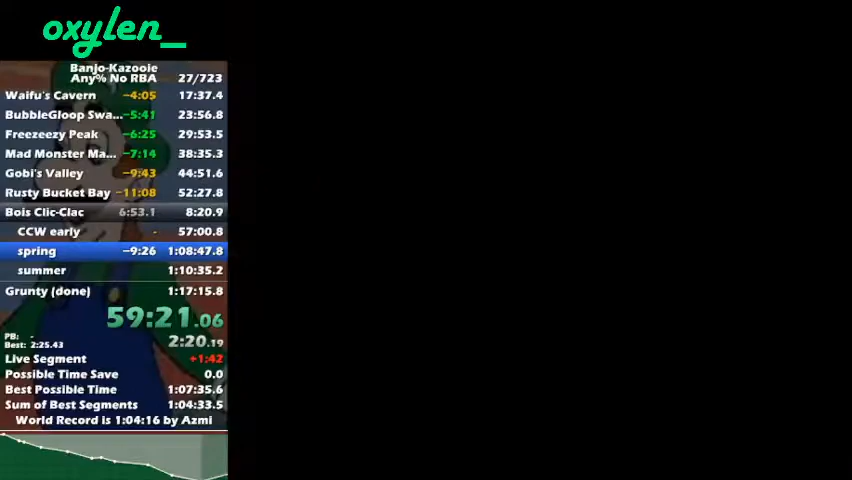 oxylen_
Banjo-Kazooie
Any% No RBA 27/723
Waifu's Cavern -4:05 17:37.4
BubbleGloop Swa... -5:41 23:56.8
Freezeezy Peak -6:25 29:53.5
Mad Monster Ma... -7:14 38:35.3
Gobi's Valley -9:43 44:51.6
Rusty Bucket Bay -11:08 52:27.8
Bois Clic-Clac 6:53.1 8:20.9
CCW early - 57:00.8
spring -9:26 1:08:47.8
summer 1:10:35.2
Grunty (done) 1:17:15.8
59:21.06
PB: -
Best: 2:25.43 2:20.19
Live Segment +1:42
Possible Time Save 0.0
Best Possible Time 1:07:35.6
Sum of Best Segments 1:04:33.5
World Record is 1:04:16 by Azmi